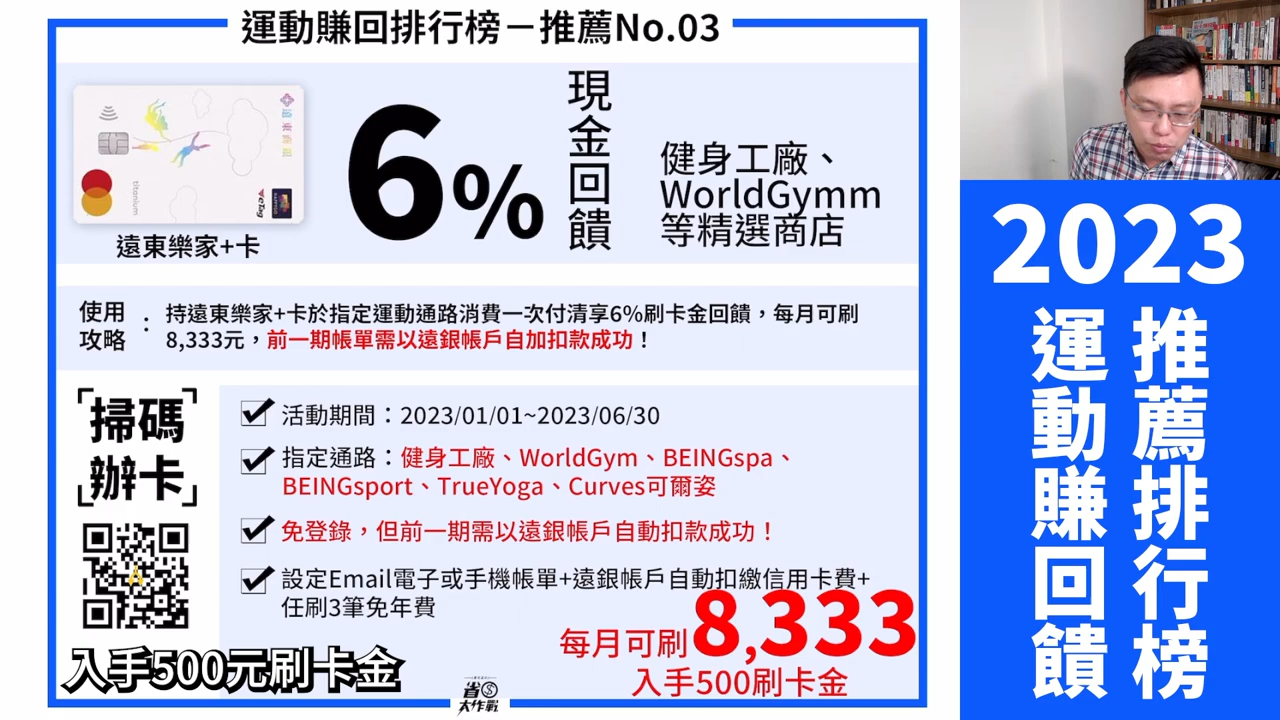 運動賺回排行榜－推薦No.03
遠東商銀
titanium
eTag
遠東樂家+卡
6%
現金回饋
健身工廠、
WorldGymm
等精選商店
使用
攻略
：
持遠東樂家+卡於指定運動通路消費一次付清享6%刷卡金回饋，每月可刷
8,333元，前一期帳單需以遠銀帳戶自加扣款成功！
掃碼
辦卡
活動期間：2023/01/01~2023/06/30
指定通路：健身工廠、WorldGym、BEINGspa、
BEINGsport、TrueYoga、Curves可爾姿
免登錄，但前一期需以遠銀帳戶自動扣款成功！
設定Email電子或手機帳單+遠銀帳戶自動扣繳信用卡費+
任刷3筆免年費
每月可刷8,333
入手500刷卡金
入手500元刷卡金
省$
大作戰
2023
推薦排行榜
運動賺回饋